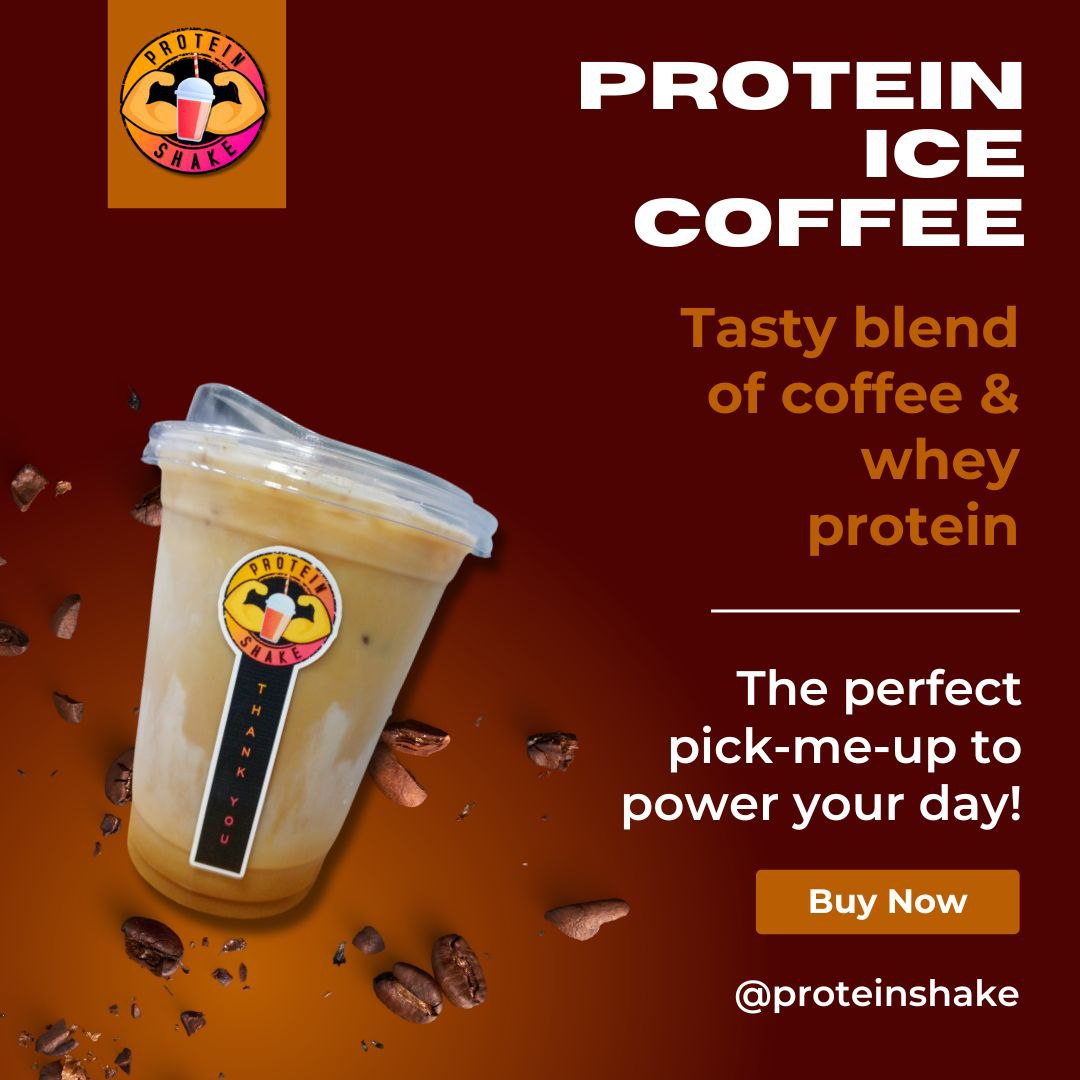 PROTEIN
SHAKE
PROTEIN
ICE
COFFEE
Tasty blend
of coffee &
whey
protein
PROTEIN
SHAKE
THANK YOU
The perfect
pick-me-up to
power your day!
Buy Now
@proteinshake